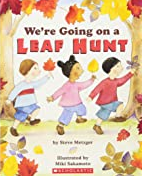 We're Going on a
LEAF HUNT
by Steve Metzger
Illustrated by
Miki Sakamoto
SCHOLASTIC